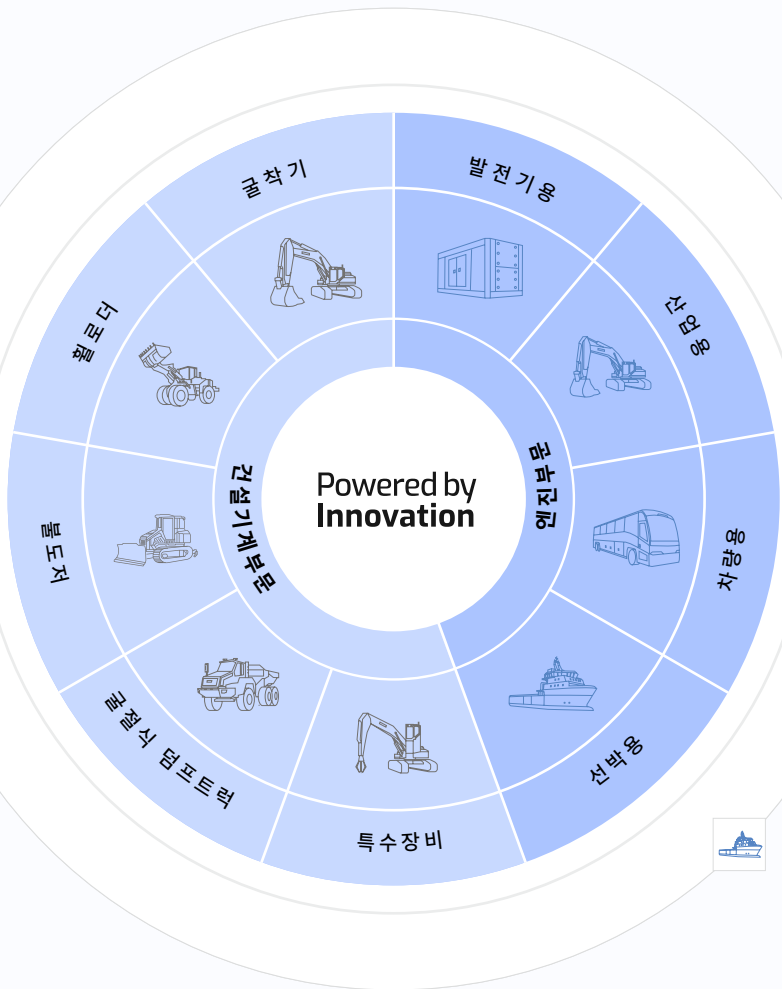 Powered by
Innovation
엔진부문
발전기용
산업용
차량용
선박용
건설기계부문
굴착기
휠로더
불도저
굴절식 덤프트럭
특수장비